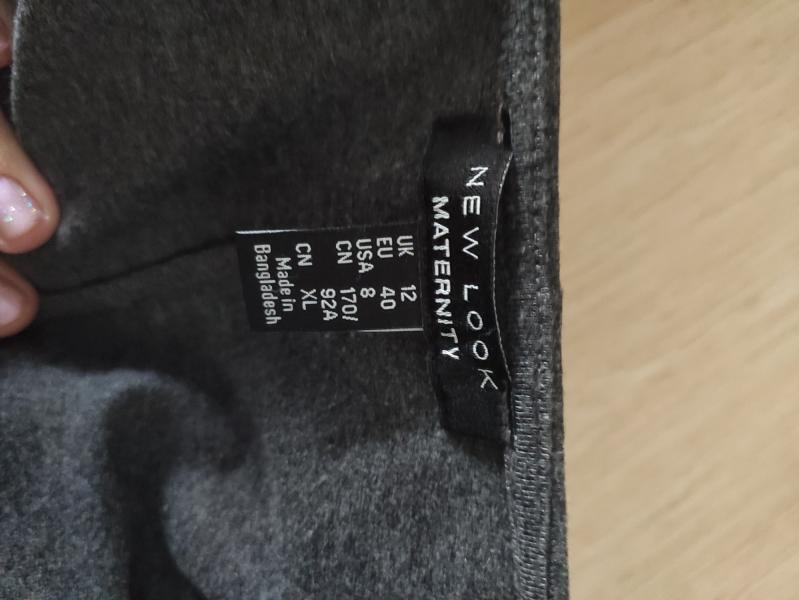 NEW LOOK
MATERNITY
UK 12
EU 40
USA 8
CN 170/
92A
CN XL
Made in
Bangladesh